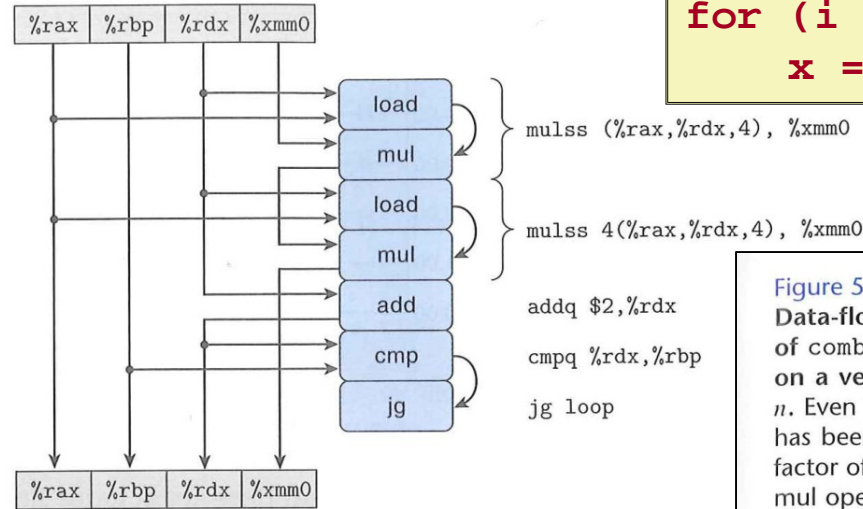 %rax %rbp %rdx %xmm0
for (i
x =
load
mul
mulss (%rax,%rdx,4), %xmm0
load
mul
mulss 4(%rax,%rdx,4), %xmm0
add
addq $2,%rdx
cmp
cmpq %rdx,%rbp
jg
jg loop
%rax %rbp %rdx %xmm0
Figure 5
Data-flo
of comb
on a ve
n. Even
has bee
factor o
mul ope